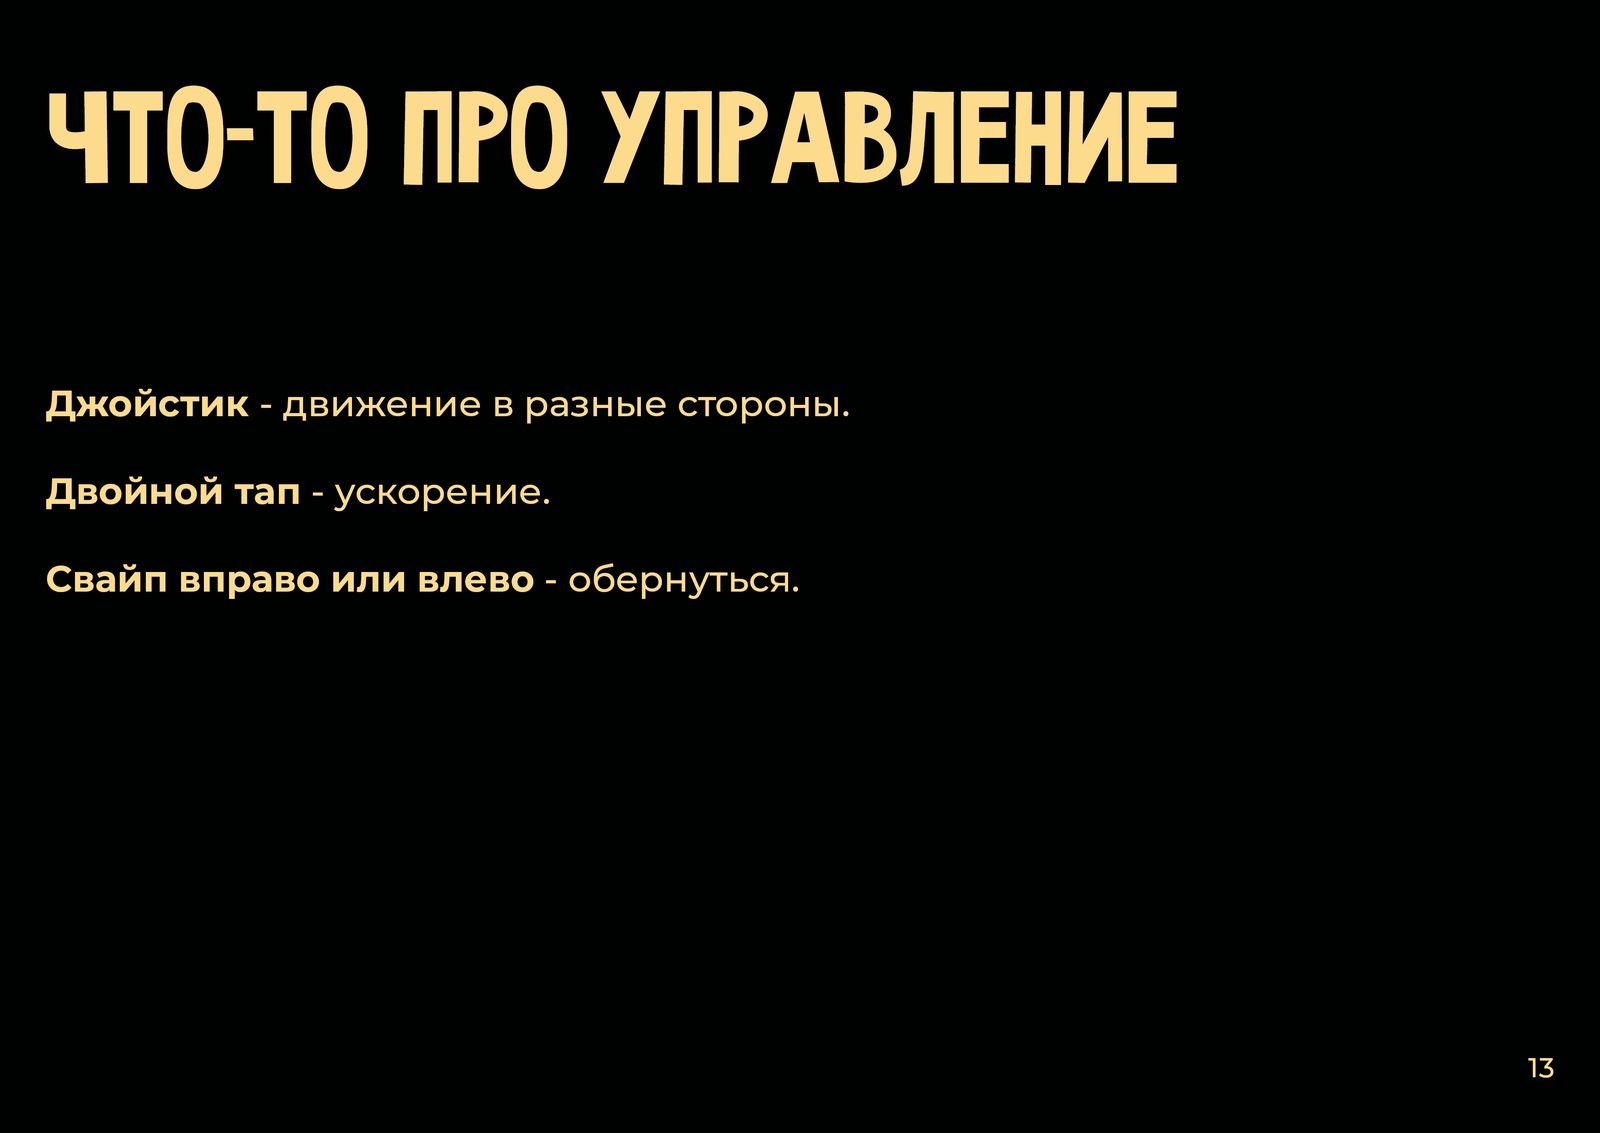 ЧТО-ТО ПРО УПРАВЛЕНИЕ
Джойстик - движение в разные стороны.
Двойной тап - ускорение.
Свайп вправо или влево - обернуться.
13